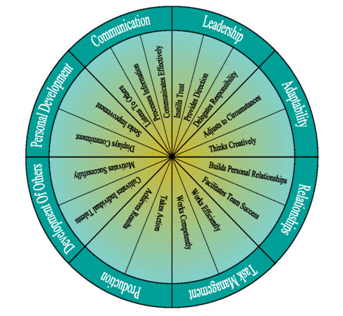 Communication
Leadership
Adaptability
Relationships
Task Management
Production
Development Of Others
Personal Development
Listens To Others
Processes Information
Communicates Effectively
Instills Trust
Provides Direction
Delegates Responsibility
Adjusts to Circumstances
Thinks Creatively
Builds Personal Relationships
Facilitates Team Success
Works Efficiently
Works Competently
Takes Action
Achieves Results
Cultivates Individual Talents
Motivates Successfully
Displays Commitment
Seeks Improvement